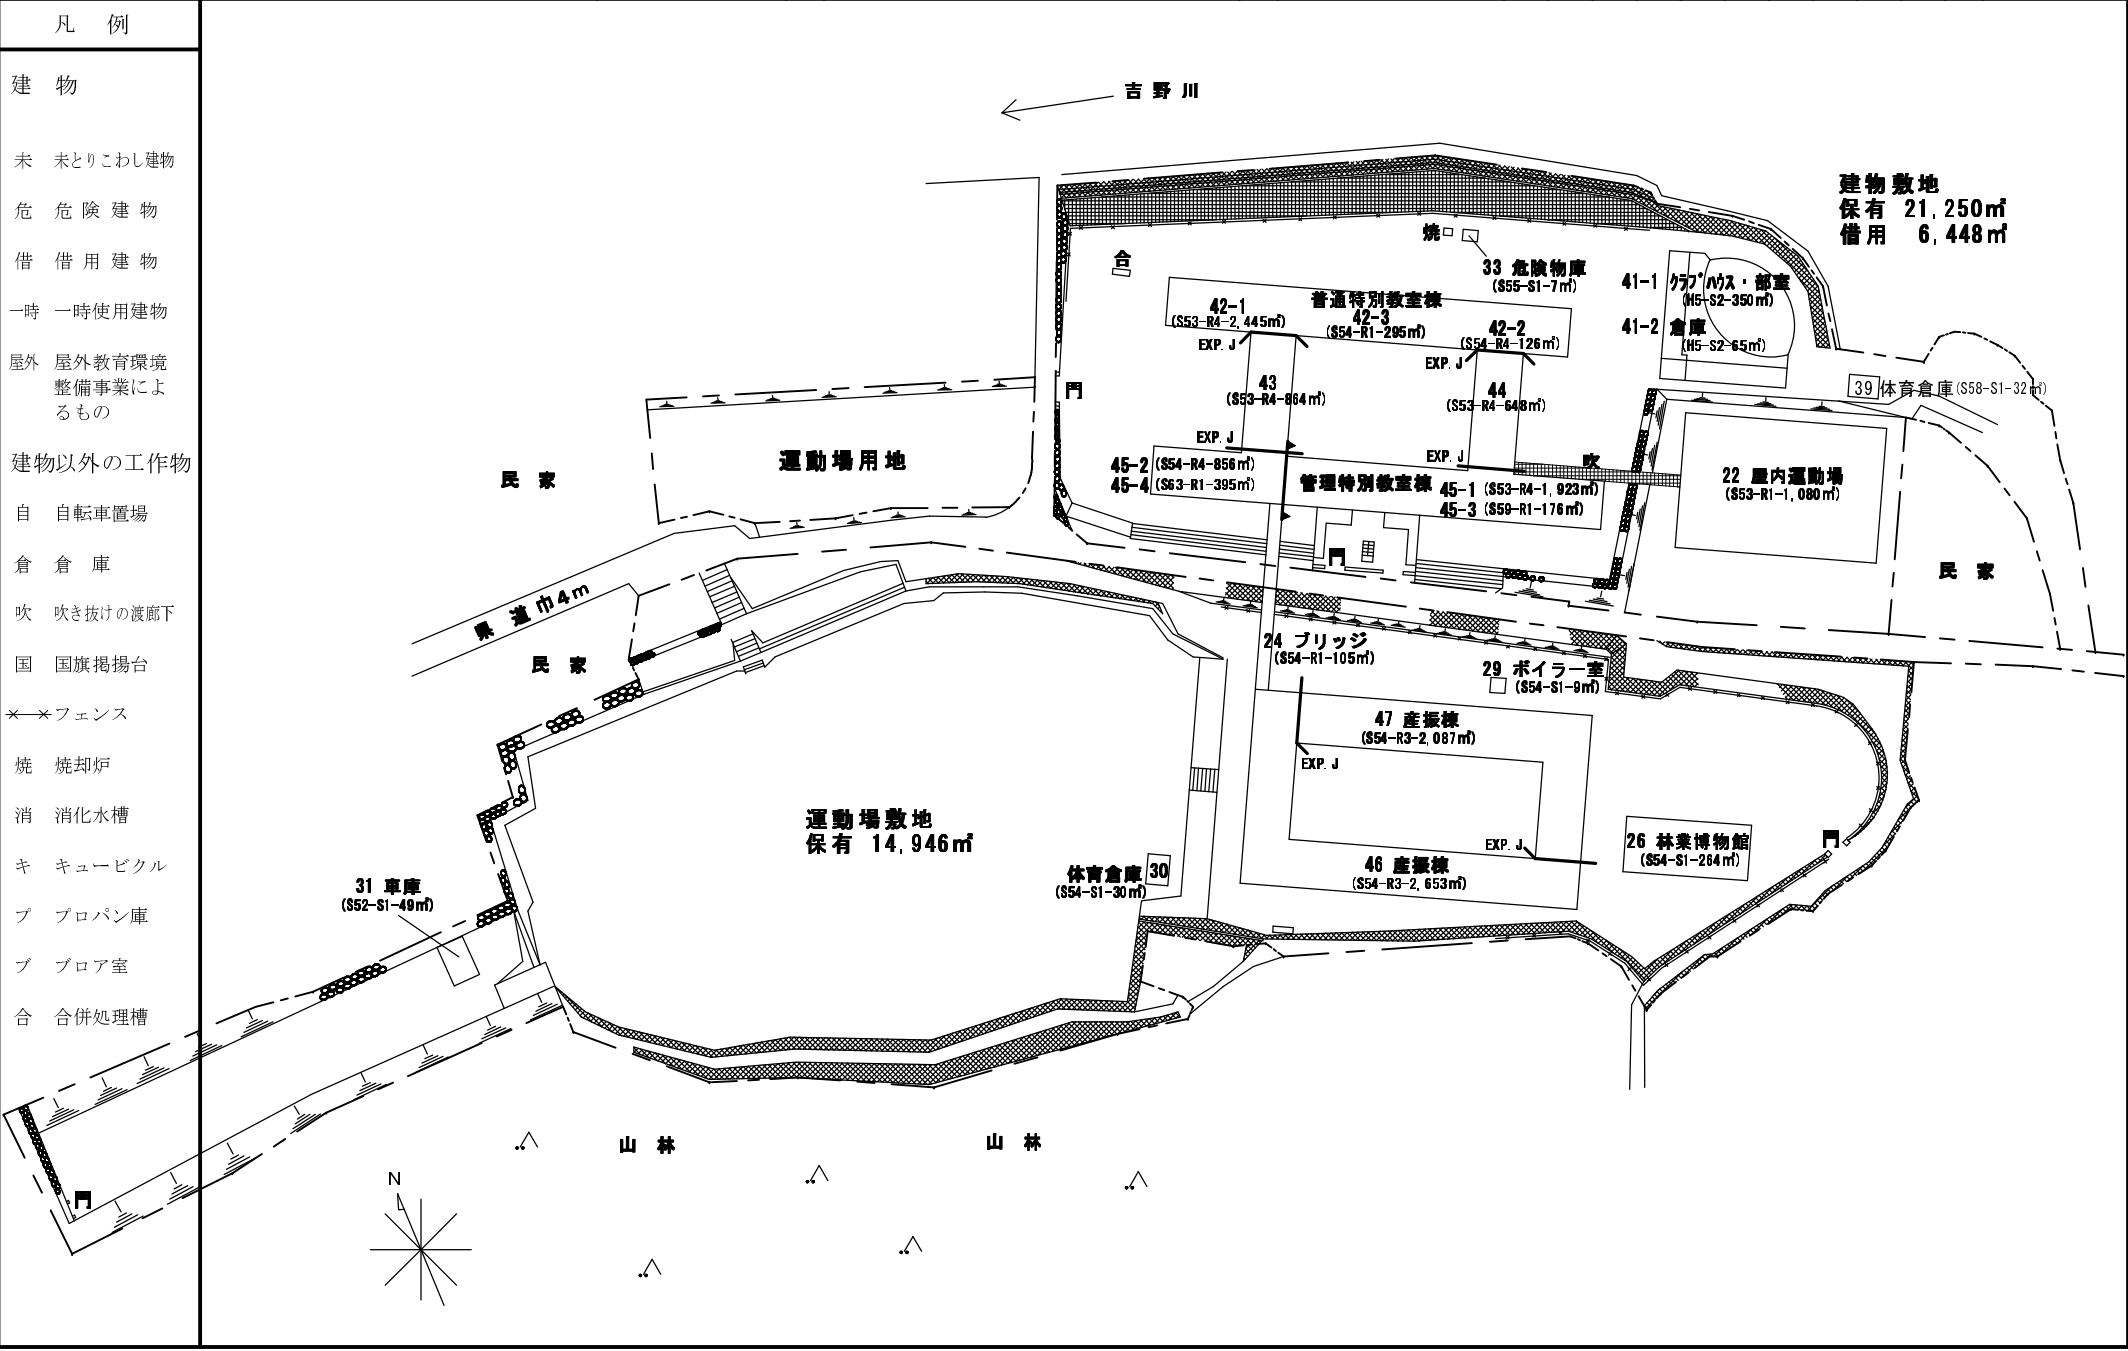 凡 例
建 物
未 未とりこわし建物
危 危険建物
借 借用建物
一時 一時使用建物
屋外 屋外教育環境
整備事業によ
るもの
建物以外の工作物
自 自転車置場
倉 倉 庫
吹 吹き抜けの渡廊下
国 国旗掲揚台
フェンス
焼 焼却炉
消 消化水槽
キ キュービクル
プ プロパン庫
ブ ブロア室
合 合併処理槽
吉野川
建物敷地
保有 21,250㎡
借用 6,448㎡
焼
33 危険物庫
(S55-S1-7㎡)
合
41-1 クラブハウス・部室
(H5-S2-350㎡)
41-2 倉庫
(H5-S2-65㎡)
普通特別教室棟
42-1
(S53-R4-2,445㎡)
42-3
(S54-R1-295㎡)
42-2
(S54-R4-126㎡)
EXP.J
EXP.J
43
(S53-R4-864㎡)
44
(S53-R4-648㎡)
39 体育倉庫(S58-S1-32㎡)
門
EXP.J
EXP.J
運動場用地
民 家
45-2 (S54-R4-856㎡)
45-4 (S63-R1-395㎡)
管理特別教室棟
45-1 (S53-R4-1,923㎡)
45-3 (S59-R1-176㎡)
吹
22 屋内運動場
(S53-R1-1,080㎡)
門
民 家
県道巾4m
民 家
24 ブリッジ
(S54-R1-105㎡)
29 ボイラー室
(S54-S1-9㎡)
47 産振棟
(S54-R3-2,087㎡)
EXP.J
運動場敷地
保有 14,946㎡
26 林業博物館
(S54-S1-264㎡)
門
EXP.J
46 産振棟
(S54-R3-2,653㎡)
体育倉庫 30
(S54-S1-30㎡)
31 車庫
(S52-S1-49㎡)
山 林
山 林
門
N